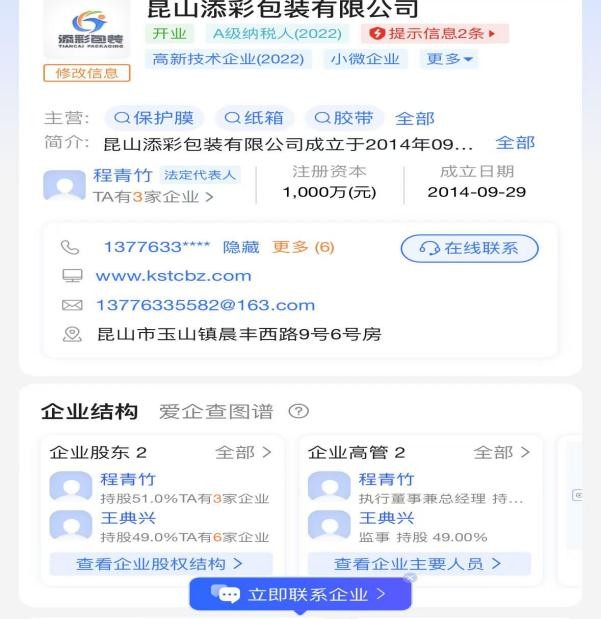 昆山添彩包装有限公司
添彩包装
TIANCAI PACKAGING
修改信息
开业 A级纳税人(2022) 提示信息2条
高新技术企业(2022) 小微企业 更多
主营: 保护膜 纸箱 胶带 全部
简介: 昆山添彩包装有限公司成立于2014年09... 全部
程青竹 法定代表人
TA有3家企业 >
注册资本
1,000万(元)
成立日期
2014-09-29
1377633**** 隐藏 更多 (6) 在线联系
www.kstcbz.com
13776335582@163.com
昆山市玉山镇晨丰西路9号6号房
企业结构 爱企查图谱 ?
企业股东 2 全部 >
程青竹
持股51.0%TA有3家企业
王典兴
持股49.0%TA有6家企业
查看企业股权结构 >
企业高管 2 全部 >
程青竹
执行董事兼总经理 持...
王典兴
监事 持股 49.00%
查看企业主要人员 >
立即联系企业 >